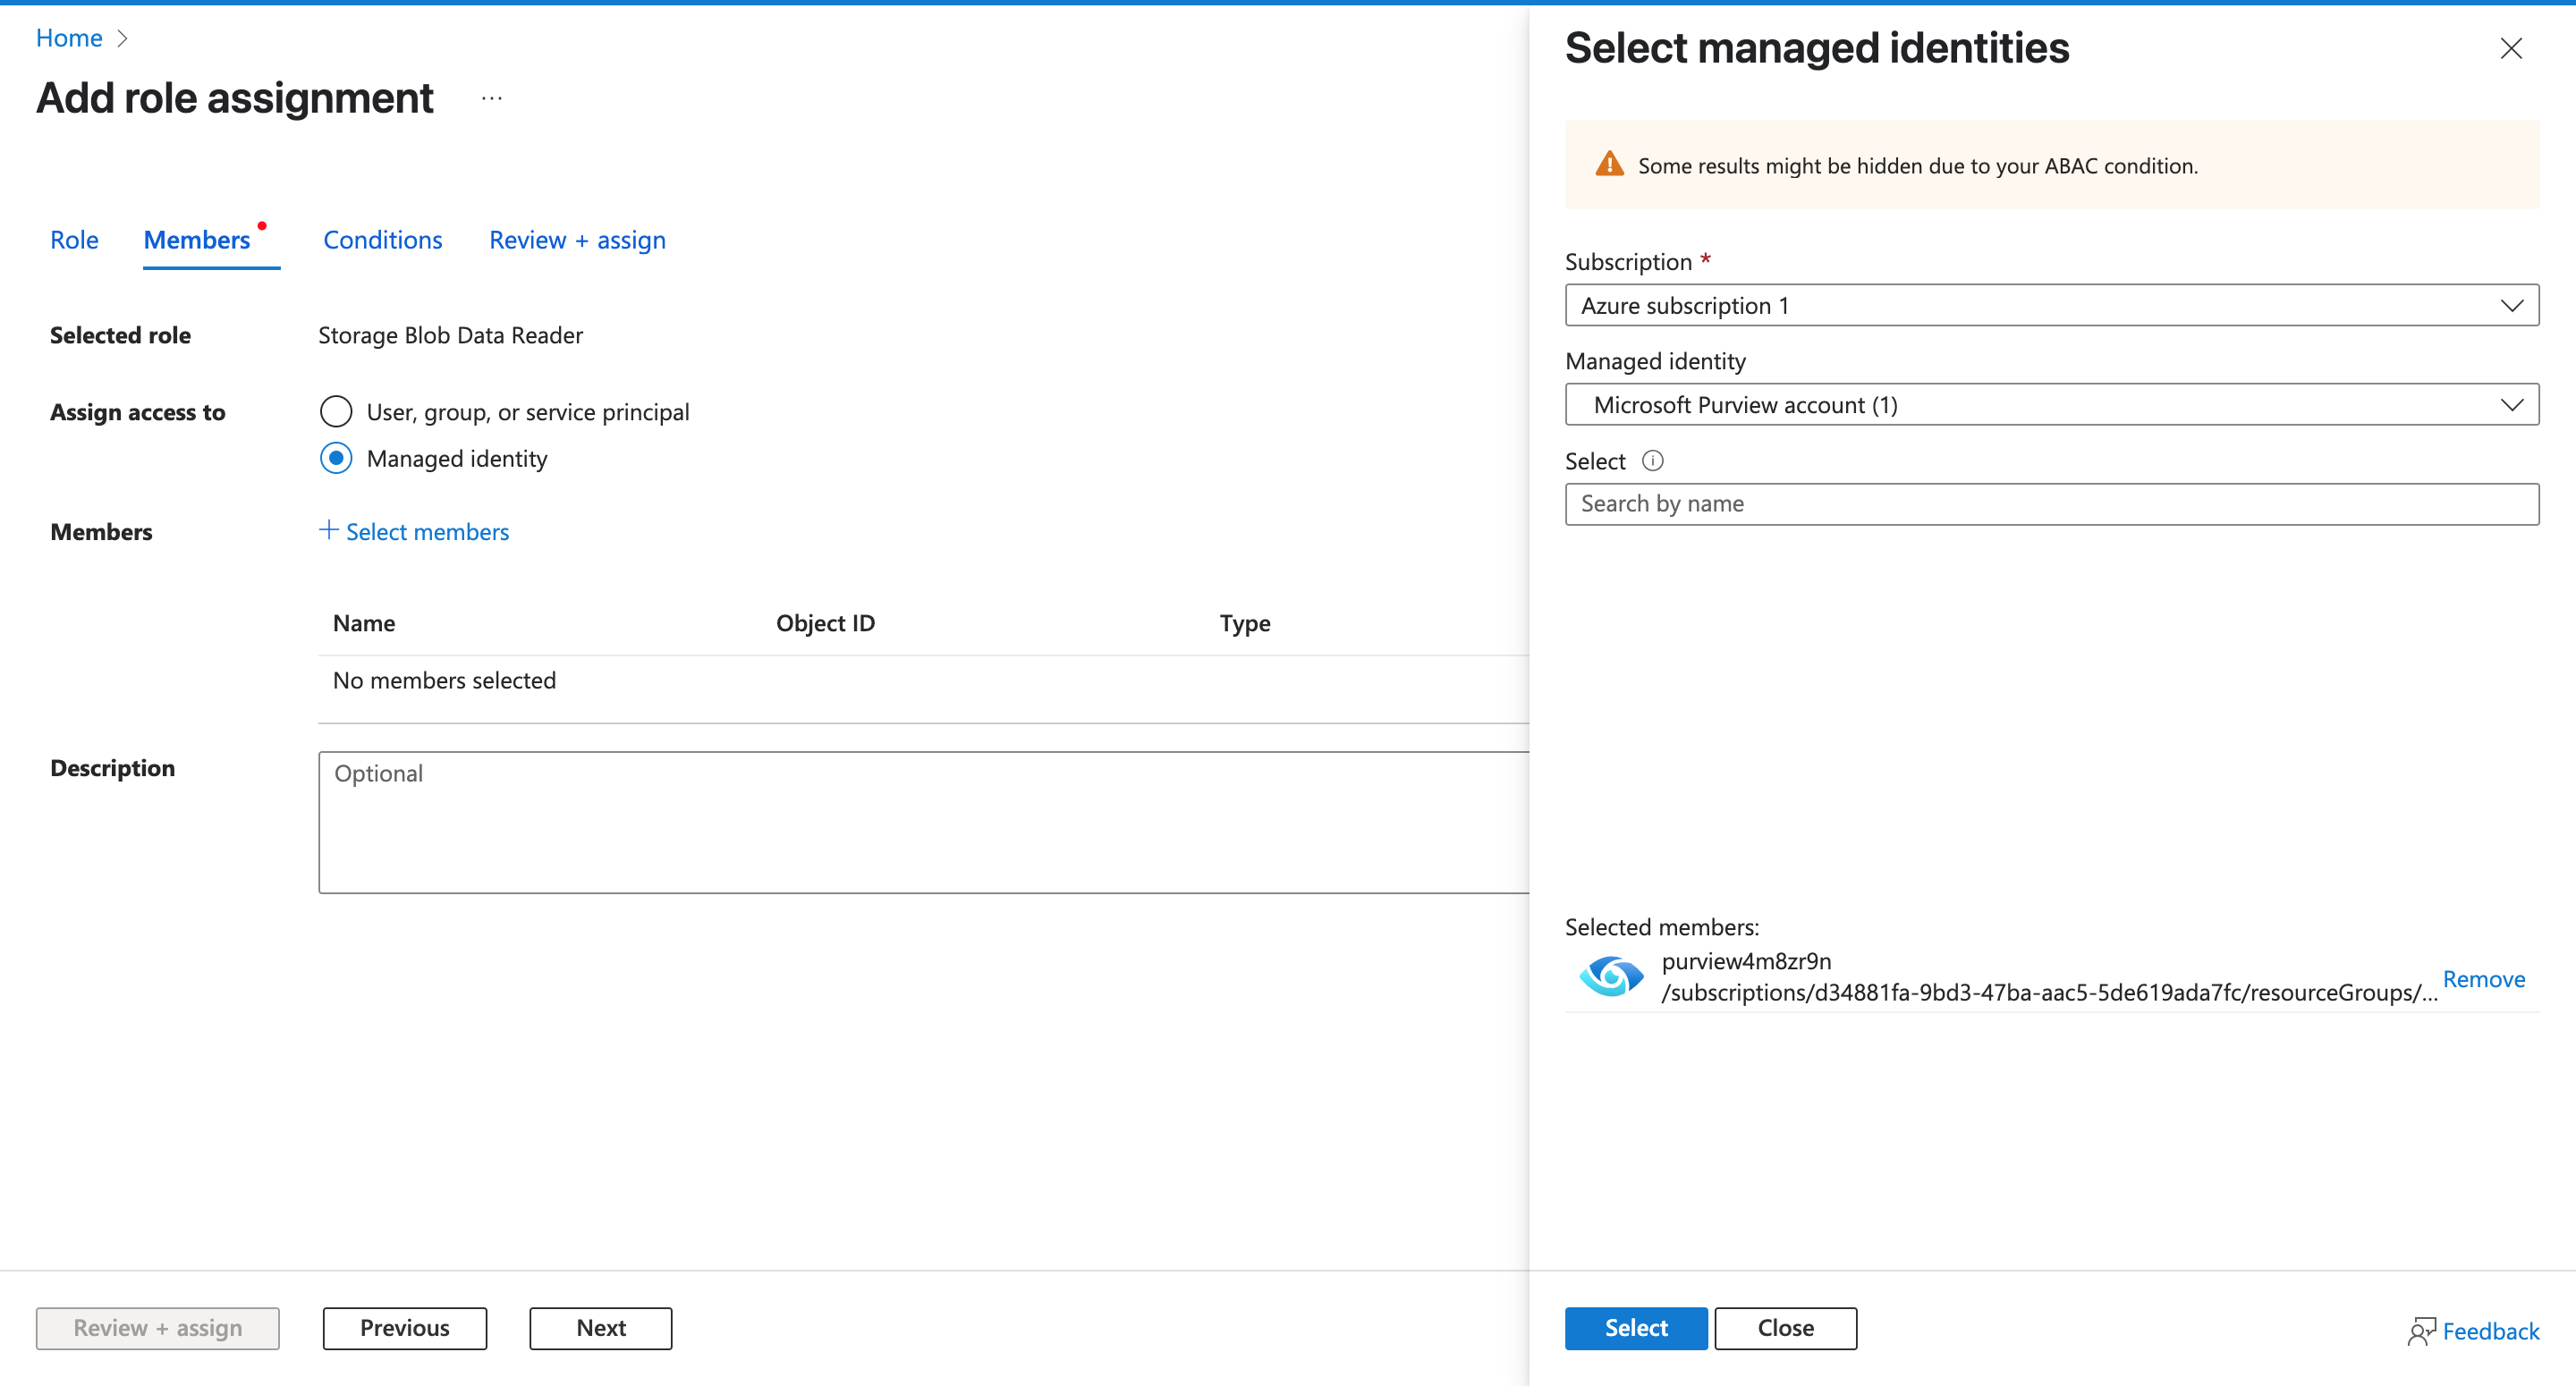 Home
Add role assignment ...
Role Members Conditions Review + assign
Selected role Storage Blob Data Reader
Assign access to User, group, or service principal
Managed identity
Members + Select members
Name Object ID Type
No members selected
Description Optional
Review + assign Previous Next
Select managed identities
Some results might be hidden due to your ABAC condition.
Subscription *
Azure subscription 1
Managed identity
Microsoft Purview account (1)
Select
Search by name
Selected members:
purview4m8zr9n
/subscriptions/d34881fa-9bd3-47ba-aac5-5de619ada7fc/resourceGroups/... Remove
Select Close Feedback